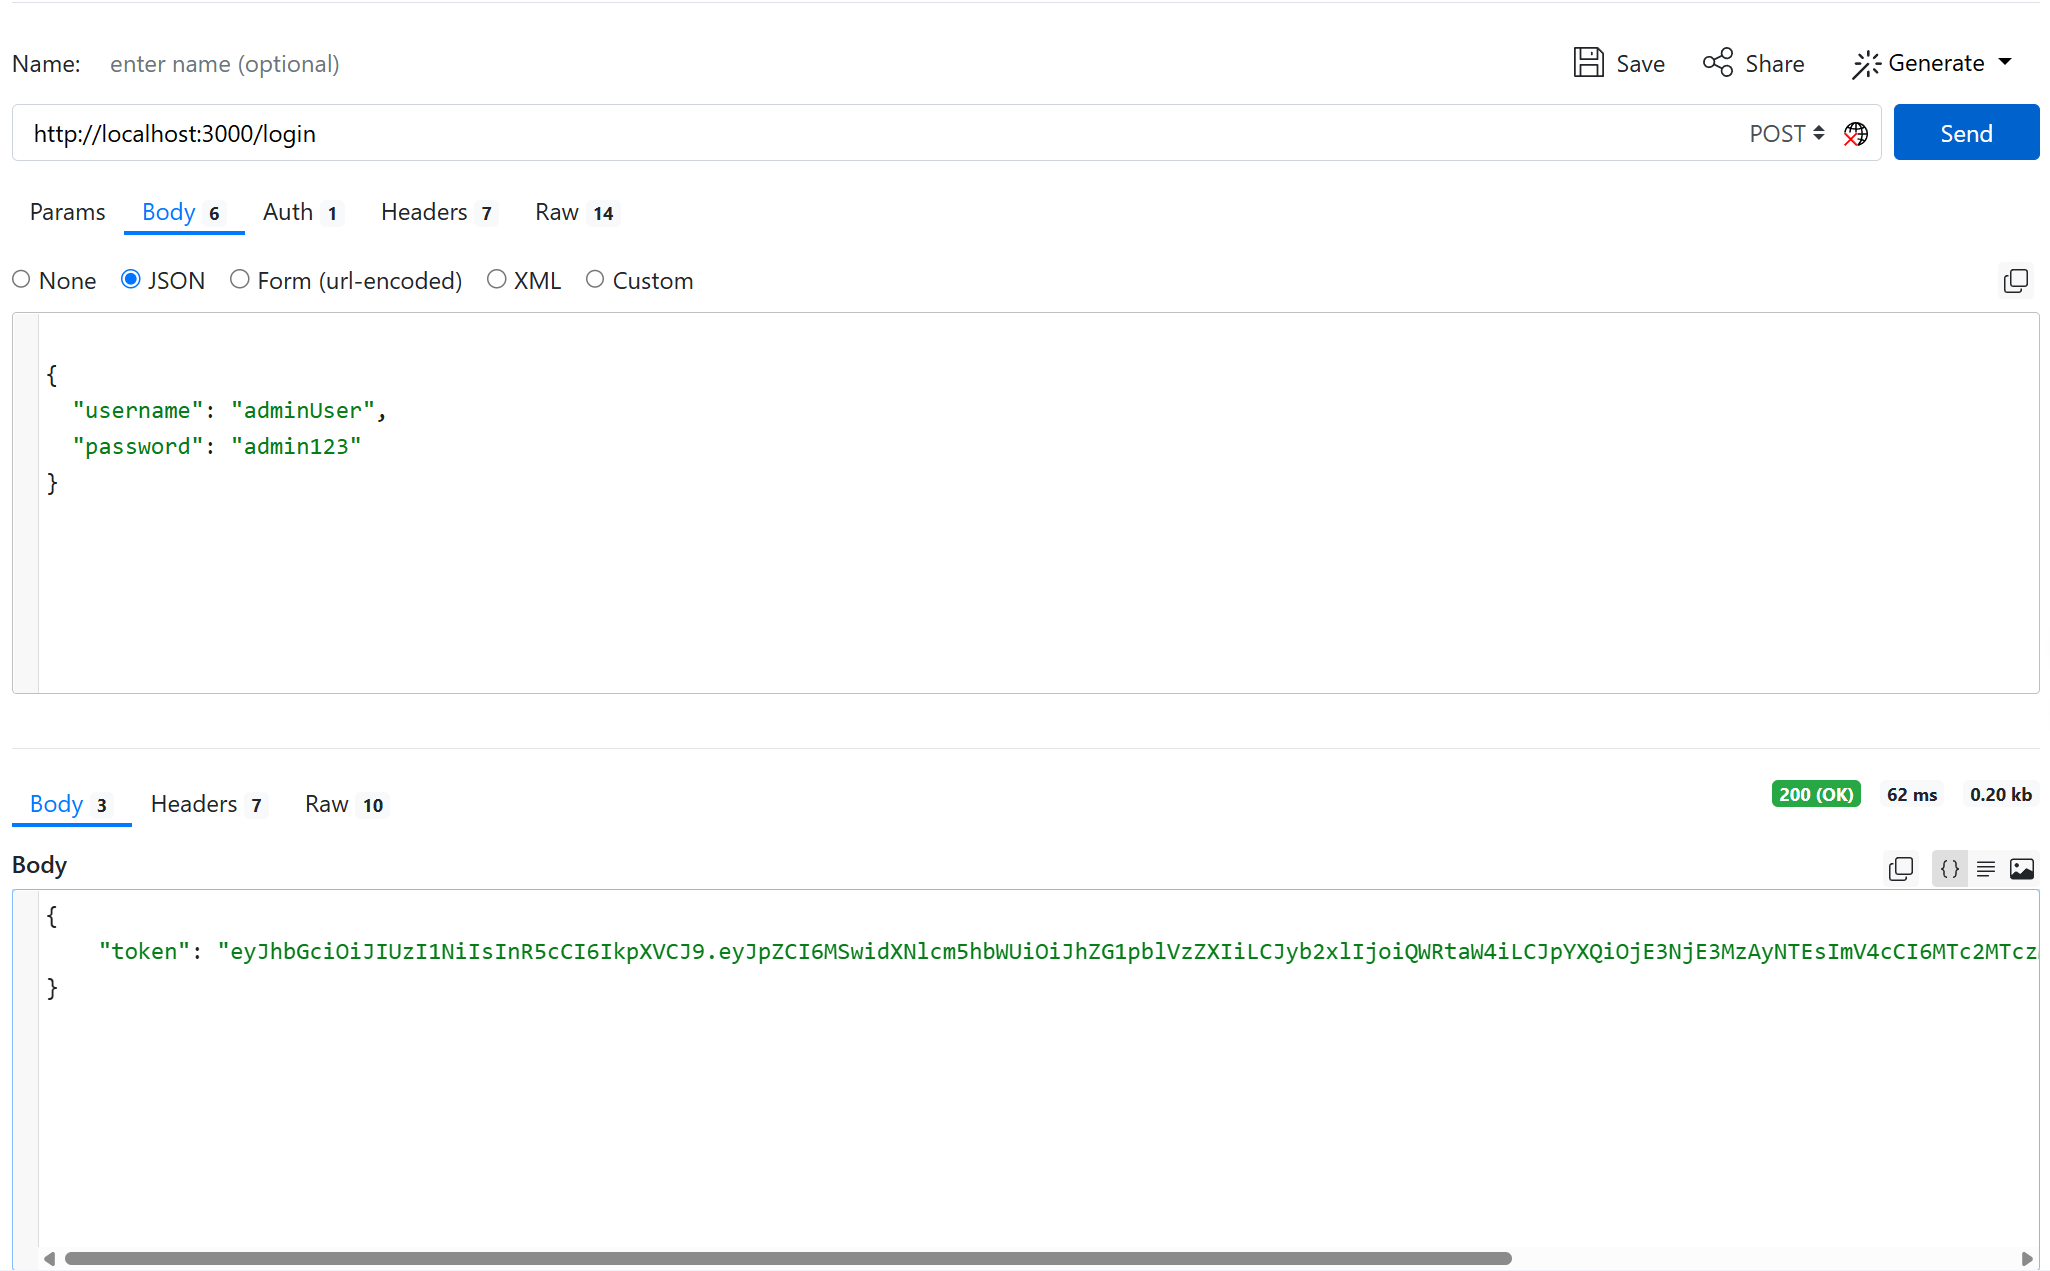 Name: enter name (optional) Save Share Generate
http://localhost:3000/login POST Send
Params Body 6 Auth 1 Headers 7 Raw 14
None JSON Form (url-encoded) XML Custom
{
"username": "adminUser",
"password": "admin123"
}
Body 3 Headers 7 Raw 10 200 (OK) 62 ms 0.20 kb
Body {}
{
"token": "eyJhbGciOiJIUzI1NiIsInR5cCI6IkpXVCJ9.eyJpZCI6MSwidXNlcm5hbWUiOiJhZG1pblVzZXIiLCJyb2xlIjoiQWRtaW4iLCJpYXQiOjE3NjE3MzAyNTEsImV4cCI6MTc2MTcz
}